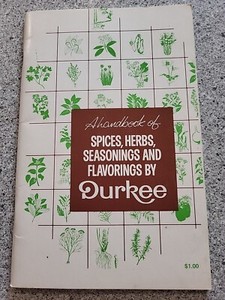 A handbook of
SPICES, HERBS,
SEASONINGS AND
FLAVORINGS BY
Durkee
$1.00